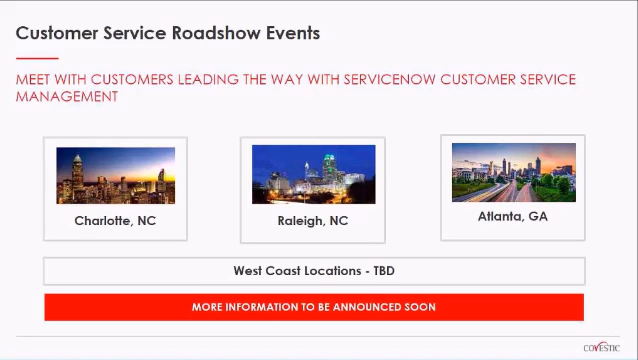 Customer Service Roadshow Events
MEET WITH CUSTOMERS LEADING THE WAY WITH SERVICENOW CUSTOMER SERVICE
MANAGEMENT
Charlotte, NC
Raleigh, NC
Atlanta, GA
West Coast Locations - TBD
MORE INFORMATION TO BE ANNOUNCED SOON
COVESTIC